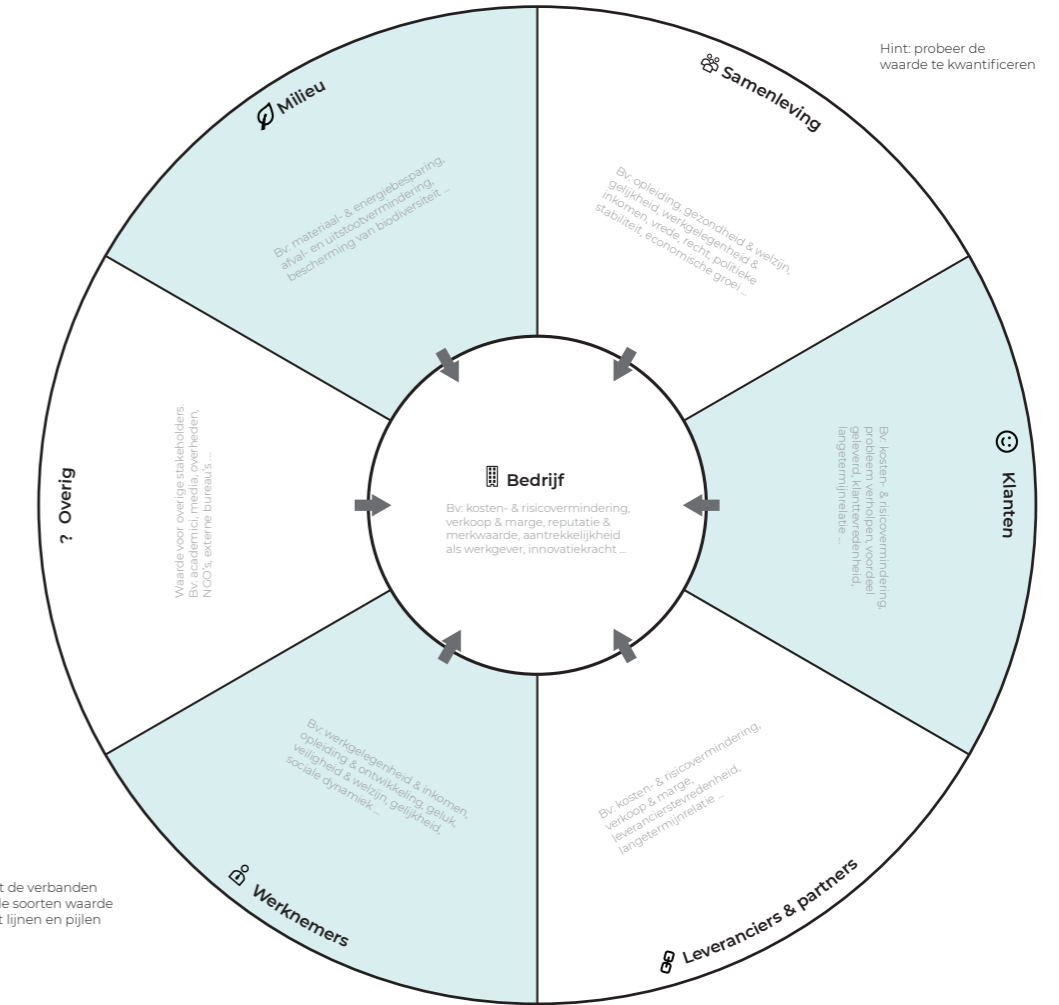 Hint: probeer de
waarde te kwantificeren
Milieu
Bv: materiaal- & energiebesparing,
afval- en uitstootvermindering,
bescherming van biodiversiteit ...
Samenleving
Bv: opleiding, gezondheid & welzijn,
gelijkheid, werkgelegenheid &
inkomen, vrede, recht, politieke
stabiliteit, economische groei ...
Klanten
Bv: kosten- & risicovermindering,
probleem verholpen, voordeel
geleverd, klanttevredenheid,
langetermijnrelatie ...
Bedrijf
Bv: kosten- & risicovermindering,
verkoop & marge, reputatie &
merkwaarde, aantrekkelijkheid
als werkgever, innovatiekracht ...
? Overig
Waarde voor overige stakeholders.
Bv: academici, media, overheden,
NGO's, externe bureau's ...
Werknemers
Bv: werkgelegenheid & inkomen,
opleiding & ontwikkeling, geluk,
veiligheid & welzijn, gelijkheid,
sociale dynamiek ...
Leveranciers & partners
Bv: kosten- & risicovermindering,
verkoop & marge,
leverancierstevredenheid,
langetermijnrelatie ...
t de verbanden
le soorten waarde
t lijnen en pijlen